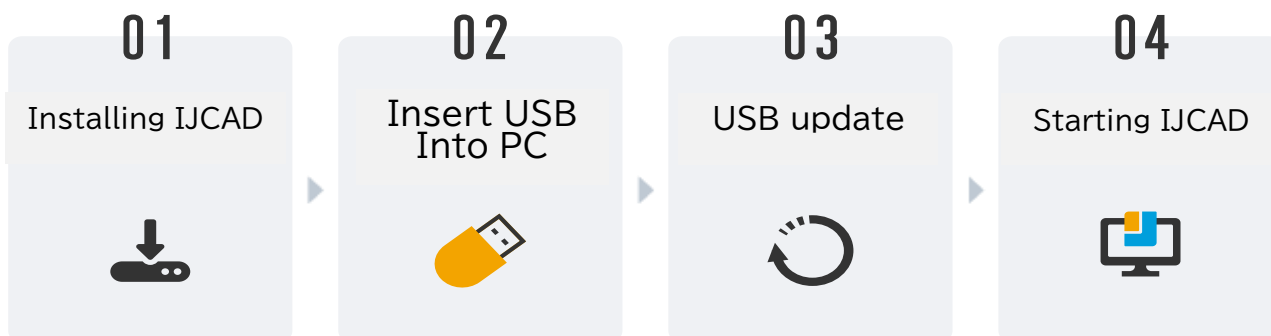 01
Installing IJCAD
02
Insert USB
Into PC
03
USB update
04
Starting IJCAD